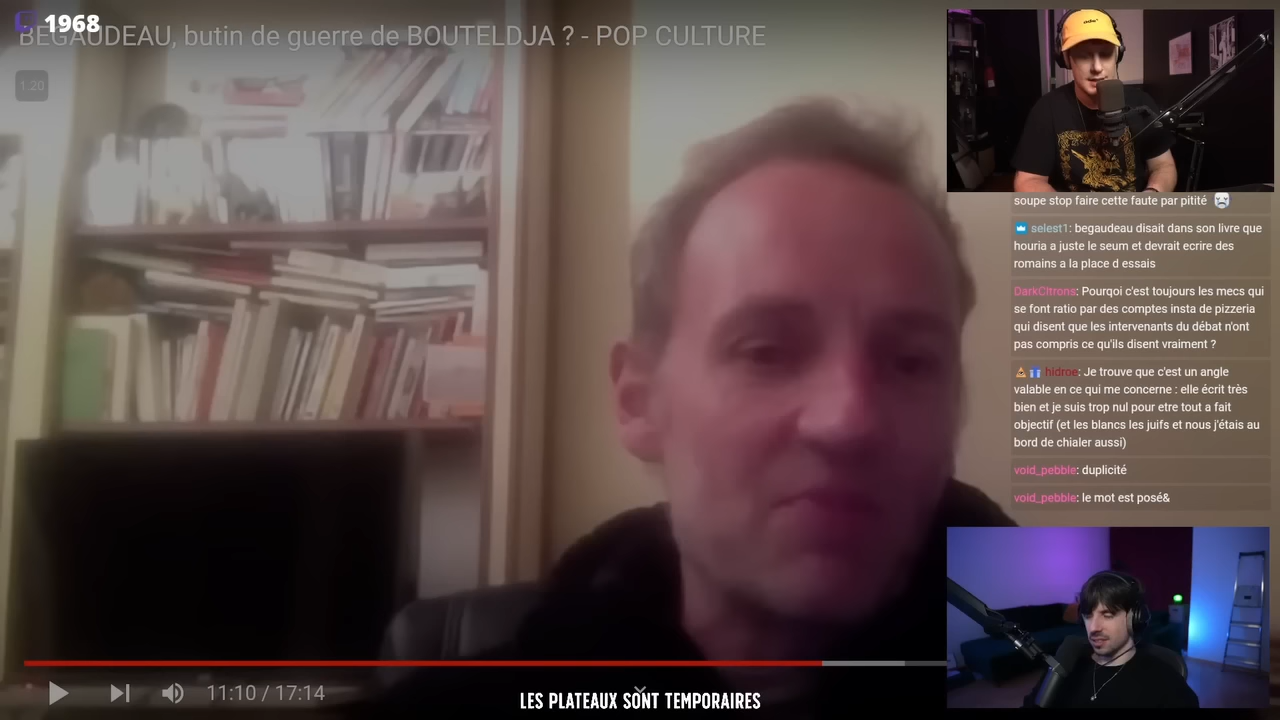 1968
BEGAUDEAU, butin de guerre de BOUTELDJA ? - POP CULTURE
1.20
soupe stop faire cette faute par pitité
selest1: begaudeau disait dans son livre que
houria a juste le seum et devrait ecrire des
romains a la place d essais
DarkCitrons: Pourqoi c'est toujours les mecs qui
se font ratio par des comptes insta de pizzeria
qui disent que les intervenants du débat n'ont
pas compris ce qu'ils disent vraiment ?
hidroe: Je trouve que c'est un angle
valable en ce qui me concerne : elle écrit très
bien et je suis trop nul pour etre tout a fait
objectif (et les blancs les juifs et nous j'étais au
bord de chialer aussi)
void_pebble: duplicité
void_pebble: le mot est posé&
11:10 / 17:14
LES PLATEAUX SONT TEMPORAIRES